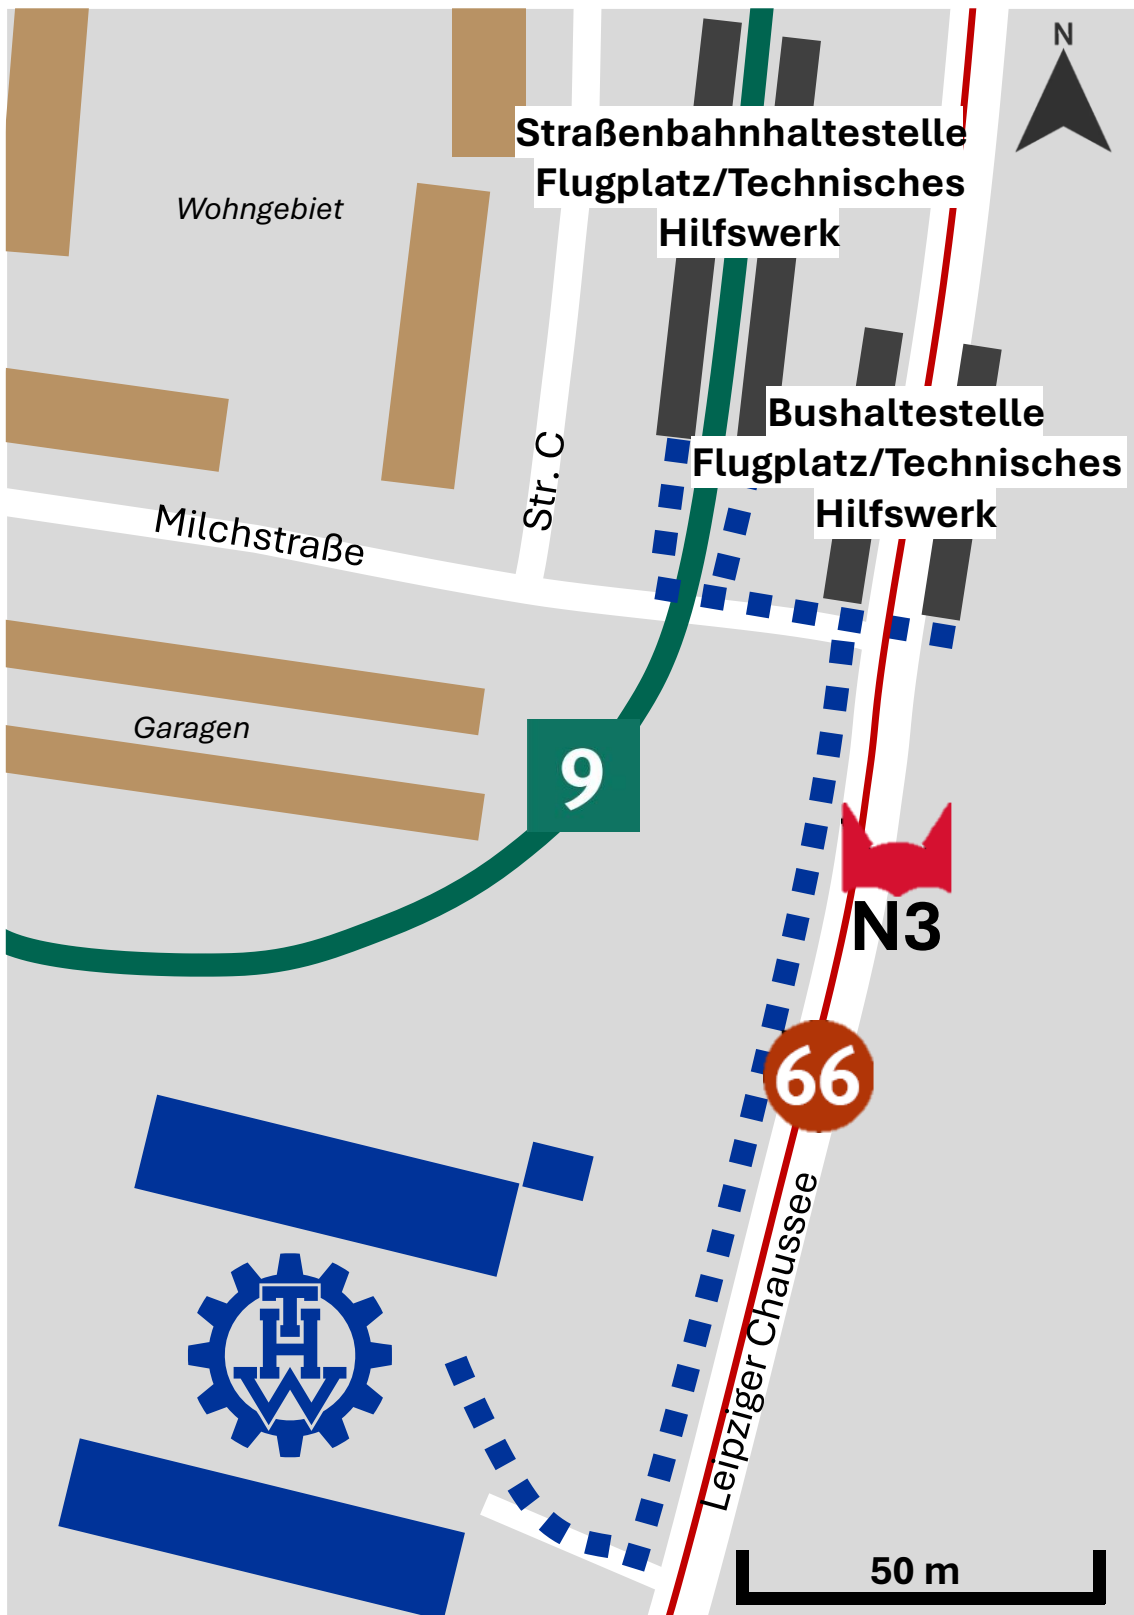 N
Straßenbahnhaltestelle
Flugplatz/Technisches
Hilfswerk
Wohngebiet
Bushaltestelle
Flugplatz/Technisches
Hilfswerk
Str. C
Milchstraße
Garagen
9
N3
66
Leipziger Chaussee
THW
50 m